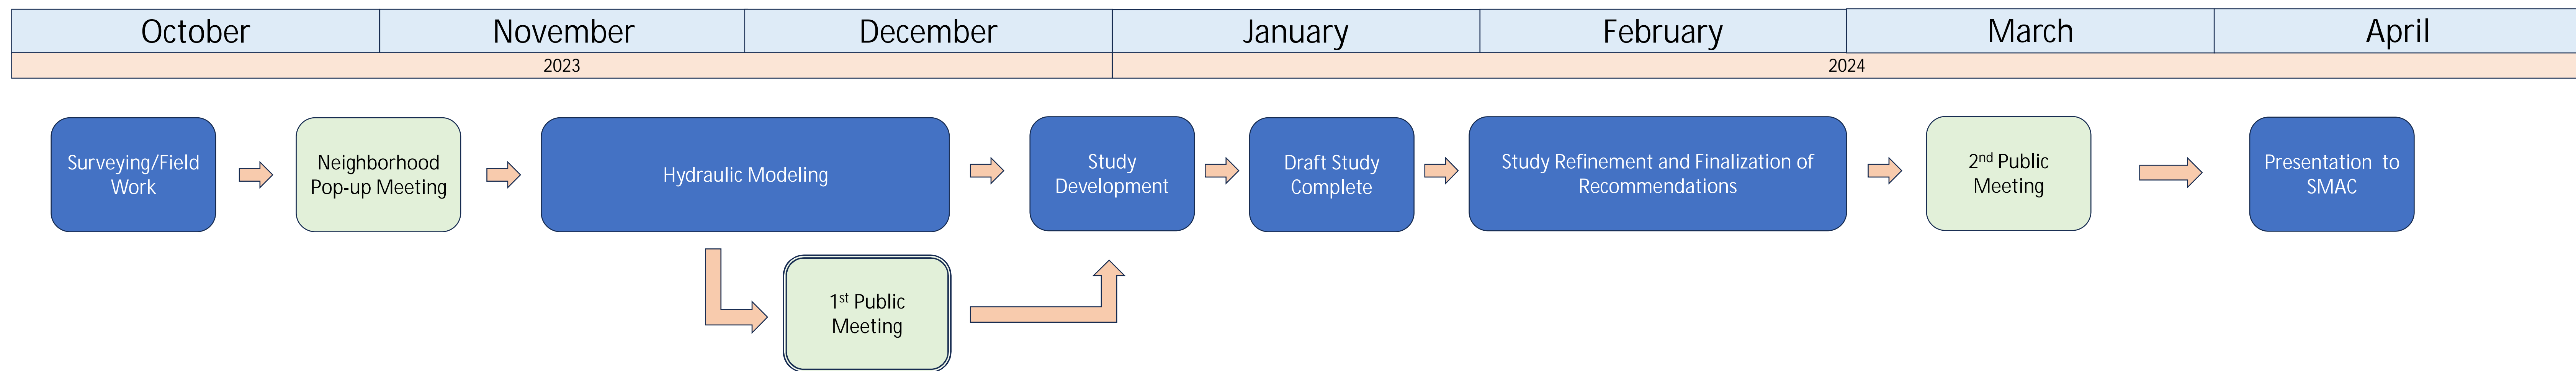 October November December January February March April
2023 2024
Surveying/Field
Work
Neighborhood
Pop-up Meeting
Hydraulic Modeling
Study
Development
Draft Study
Complete
Study Refinement and Finalization of
Recommendations
2nd Public
Meeting
Presentation to
SMAC
1st Public
Meeting